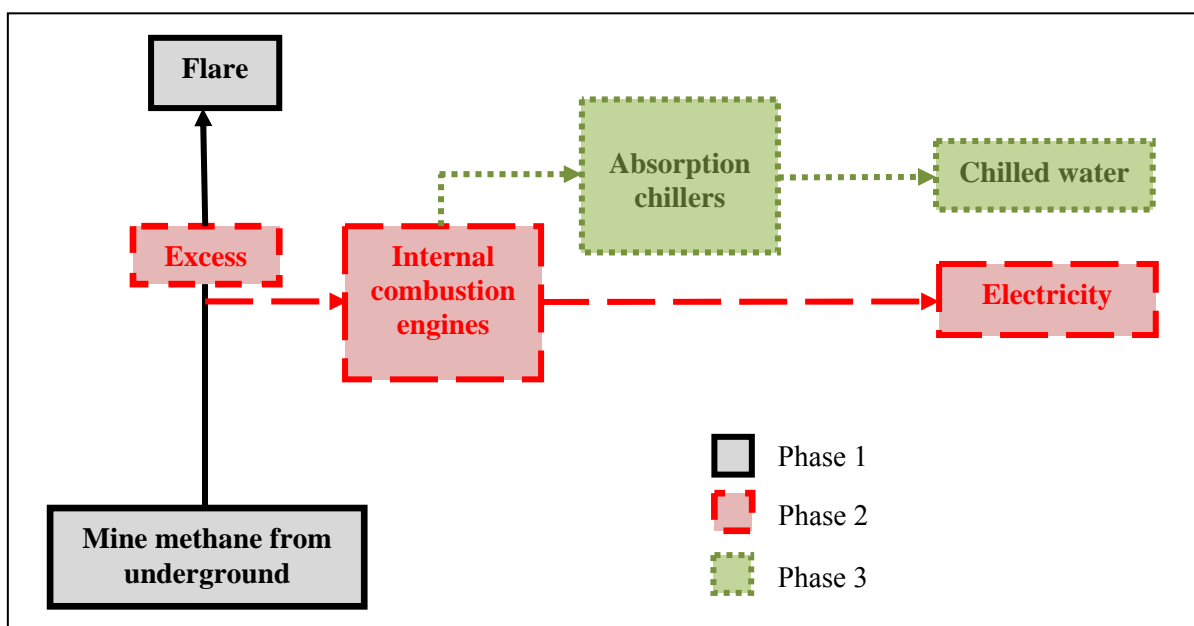 Flare
Absorption
chillers
Chilled water
Excess
Internal
combustion
engines
Electricity
Mine methane from
underground
Phase 1
Phase 2
Phase 3